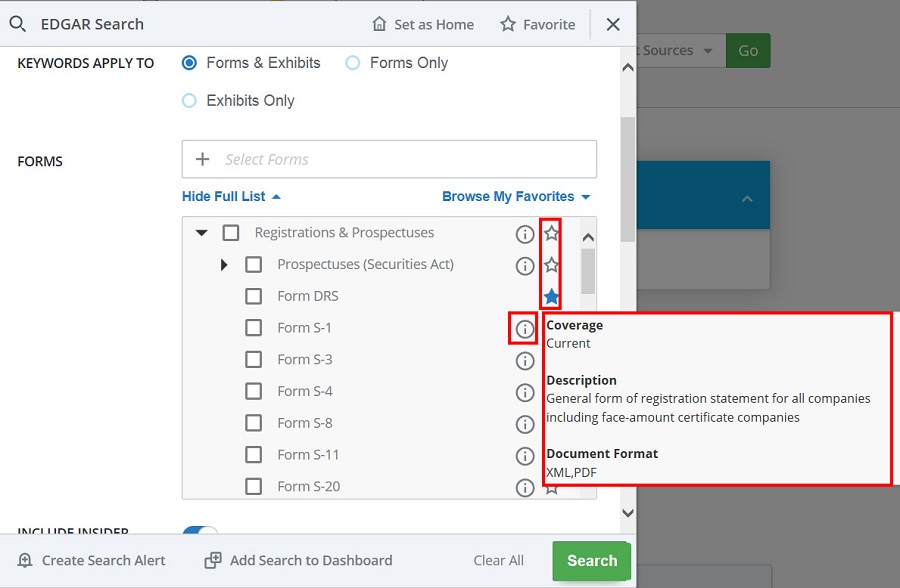 EDGAR Search
Set as Home
Favorite
KEYWORDS APPLY TO
Forms & Exhibits
Forms Only
Exhibits Only
Sources
Go
FORMS
Select Forms
Hide Full List
Browse My Favorites
Registrations & Prospectuses
Prospectuses (Securities Act)
Form DRS
Form S-1
Form S-3
Form S-4
Form S-8
Form S-11
Form S-20
Coverage
Current
Description
General form of registration statement for all companies
including face-amount certificate companies
Document Format
XML,PDF
INCLUDE INSIDER
Create Search Alert
Add Search to Dashboard
Clear All
Search